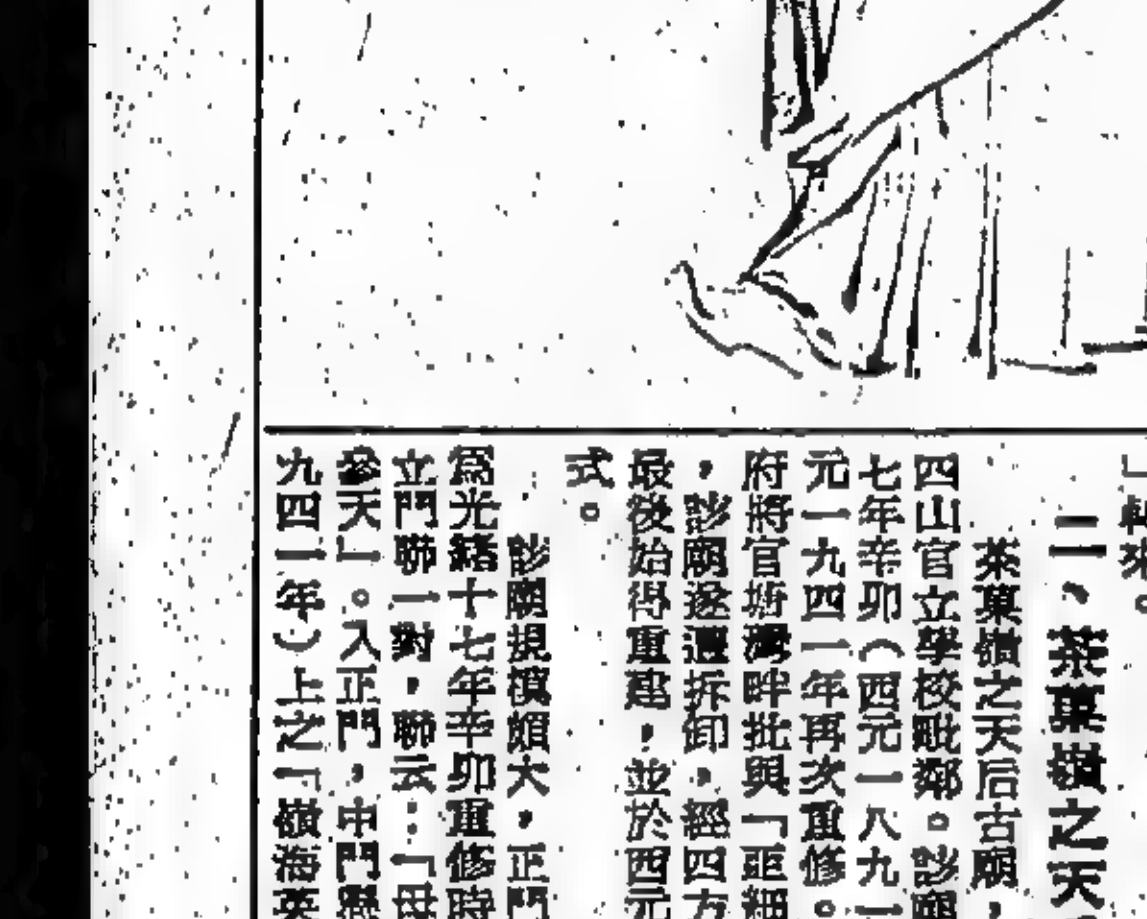 」
來。
二、茶菓嶺之天
茶菓嶺之天后古廟，
四山官立學校毗鄰。該廟
七年辛卯（西元一八九一
元一九四一年再次重修。
府將官塘灣畔批與「亞細
，該廟遂遭拆卸，經四方
最後始得重建，並於西元
式。
該廟規模頗大，正門
為光緒十七年辛卯重修時
立門聯一對，聯云：「母
參天」。入正門，中門懸
九四一年）上之「嶺海英